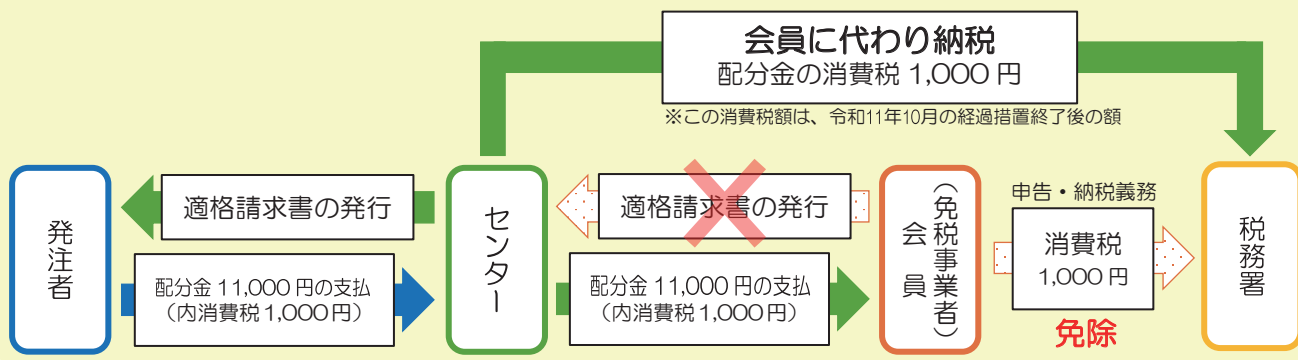 会員に代わり納税
配分金の消費税 1,000 円
※この消費税額は、令和11年10月の経過措置終了後の額
発注者
適格請求書の発行
配分金 11,000 円の支払
（内消費税 1,000 円）
センター
適格請求書の発行
配分金 11,000 円の支払
（内消費税 1,000 円）
会員
（免税事業者）
申告・納税義務
消費税
1,000 円
免除
税務署